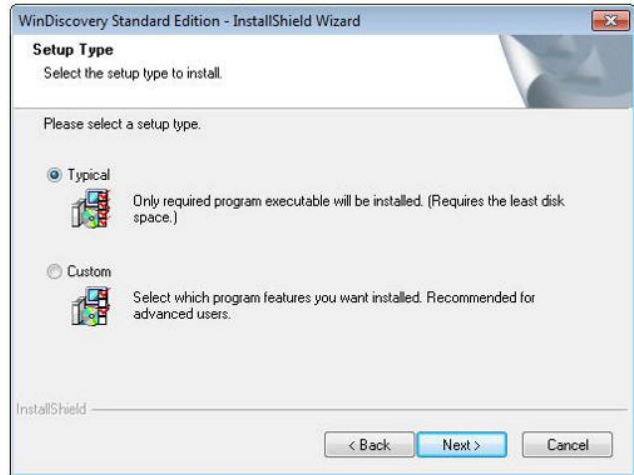 WinDiscovery Standard Edition - InstallShield Wizard
Setup Type
Select the setup type to install.
Please select a setup type.
Typical
Only required program executable will be installed. (Requires the least disk
space.)
Custom
Select which program features you want installed. Recommended for
advanced users.
InstallShield
< Back
Next >
Cancel